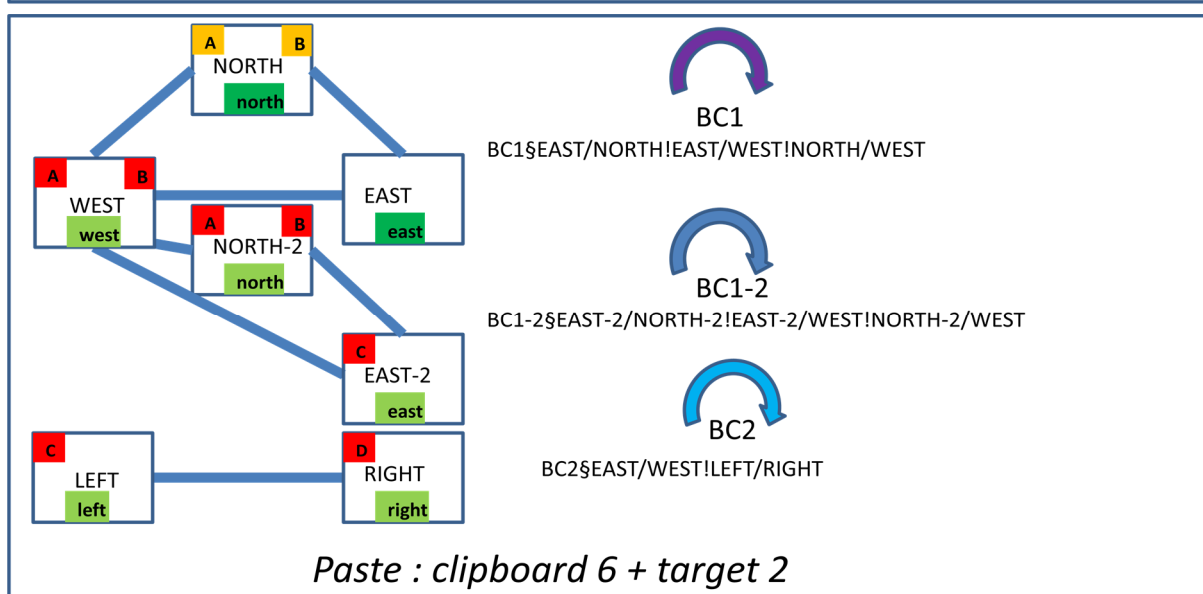 A B
NORTH
north
A B
WEST
west
EAST
east
A B
NORTH-2
north
C
EAST-2
east
C
LEFT
left
D
RIGHT
right
BC1
BC1§EAST/NORTH!EAST/WEST!NORTH/WEST
BC1-2
BC1-2§EAST-2/NORTH-2!EAST-2/WEST!NORTH-2/WEST
BC2
BC2§EAST/WEST!LEFT/RIGHT
Paste : clipboard 6 + target 2